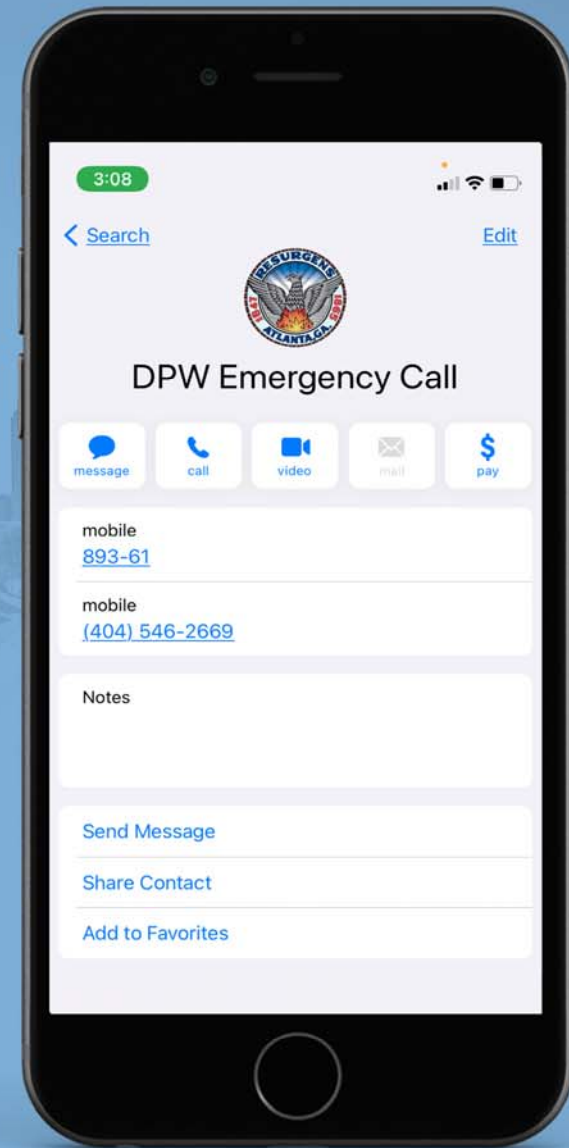 3:08
Search
Edit
RESURGENS
1847
1865
ATLANTA, GA.
DPW Emergency Call
message
call
video
mail
pay
$
mobile
893-61
mobile
(404) 546-2669
Notes
Send Message
Share Contact
Add to Favorites